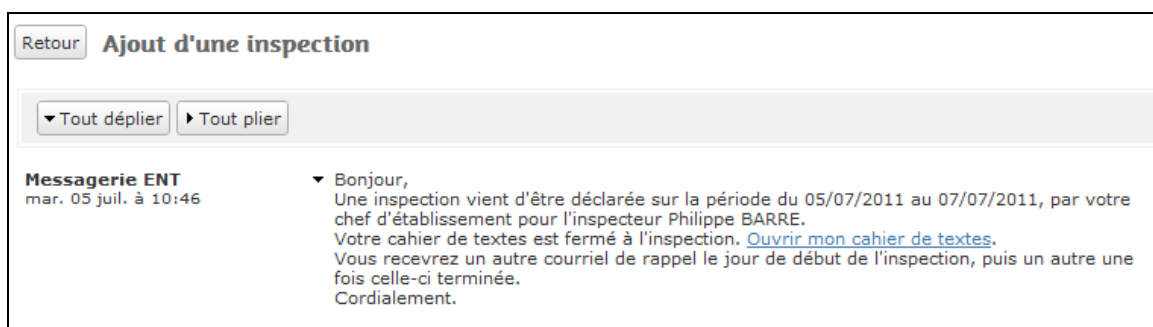 Retour Ajout d'une inspection
Tout déplier Tout plier
Messagerie ENT
mar. 05 juil. à 10:46
Bonjour,
Une inspection vient d'être déclarée sur la période du 05/07/2011 au 07/07/2011, par votre
chef d'établissement pour l'inspecteur Philippe BARRE.
Votre cahier de textes est fermé à l'inspection. Ouvrir mon cahier de textes.
Vous recevrez un autre courriel de rappel le jour de début de l'inspection, puis un autre une
fois celle-ci terminée.
Cordialement.